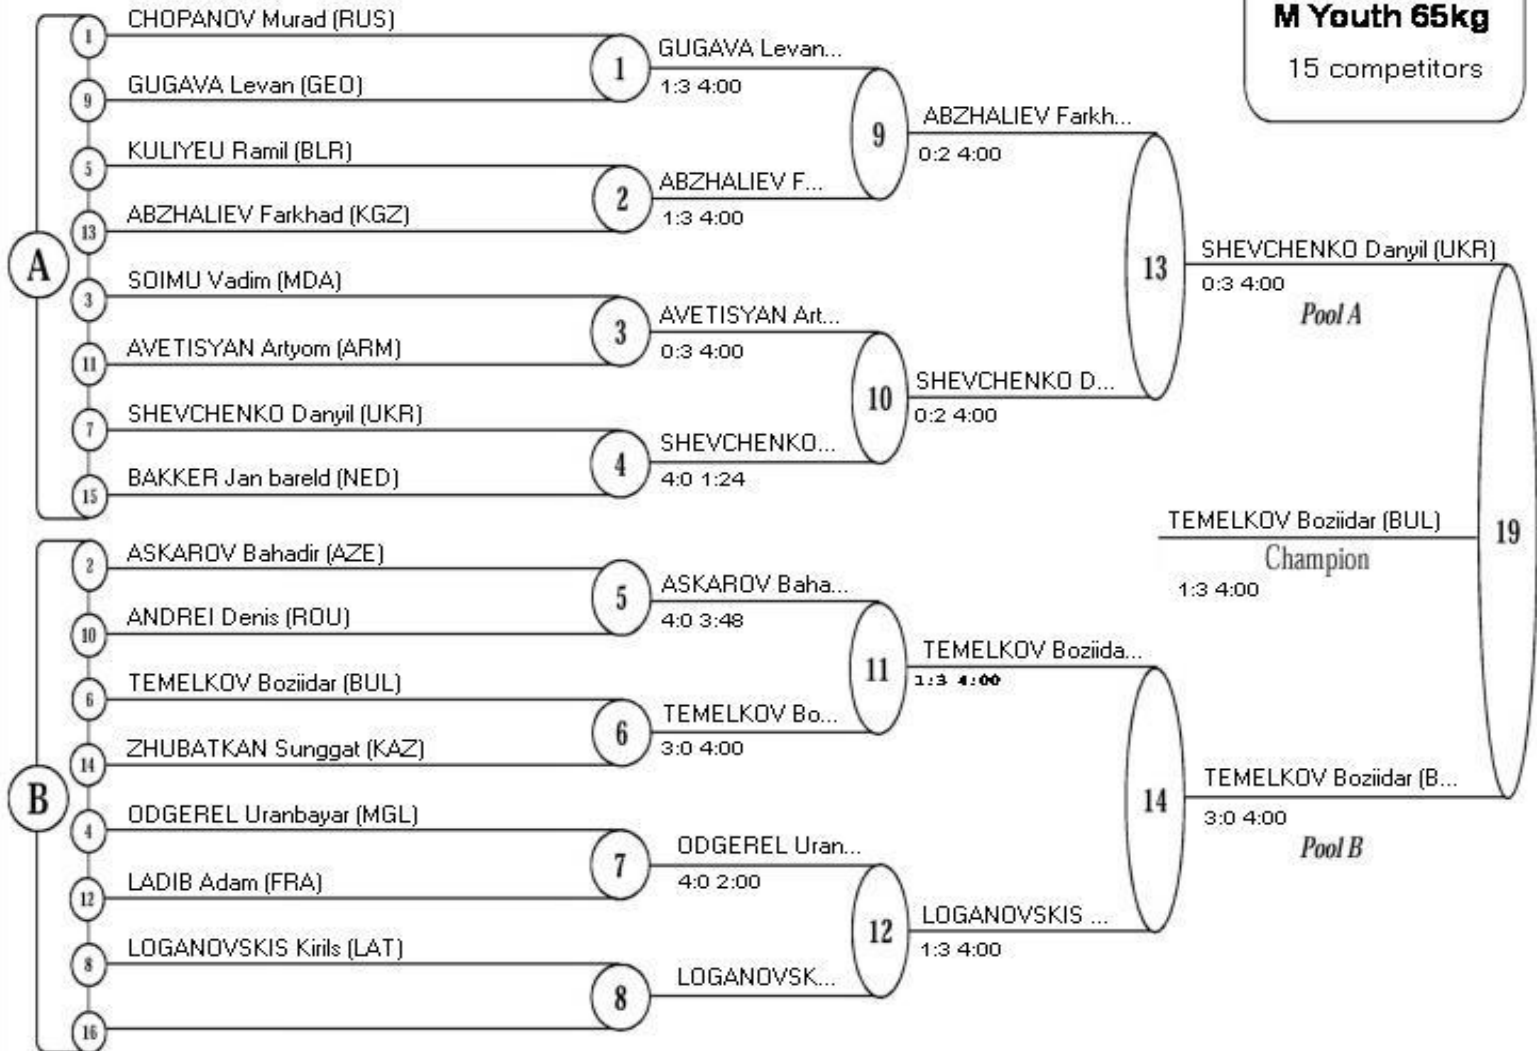 M Youth 65kg
15 competitors
A
1
CHOPANOV Murad (RUS)
9
GUGAVA Levan (GEO)
5
KULIYEU Ramil (BLR)
13
ABZHALIEV Farkhad (KGZ)
3
SOIMU Vadim (MDA)
11
AVETISYAN Artyom (ARM)
7
SHEVCHENKO Danyil (UKR)
15
BAKKER Jan bareld (NED)
B
2
ASKAROV Bahadir (AZE)
10
ANDREI Denis (ROU)
6
TEMELKOV Boziidar (BUL)
14
ZHUBATKAN Sunggat (KAZ)
4
ODGEREL Uranbayar (MGL)
12
LADIB Adam (FRA)
8
LOGANOVSKIS Kirils (LAT)
16
1
GUGAVA Levan...
1:3 4:00
2
ABZHALIEV F...
1:3 4:00
3
AVETISYAN Art...
0:3 4:00
4
SHEVCHENKO...
4:0 1:24
5
ASKAROV Baha...
4:0 3:48
6
TEMELKOV Bo...
3:0 4:00
7
ODGEREL Uran...
4:0 2:00
8
LOGANOVSK...
9
ABZHALIEV Farkh...
0:2 4:00
10
SHEVCHENKO D...
0:2 4:00
11
TEMELKOV Boziida...
1:3 4:00
12
LOGANOVSKIS ...
1:3 4:00
13
SHEVCHENKO Danyil (UKR)
0:3 4:00
Pool A
14
TEMELKOV Boziidar (B...
3:0 4:00
Pool B
19
TEMELKOV Boziidar (BUL)
Champion
1:3 4:00